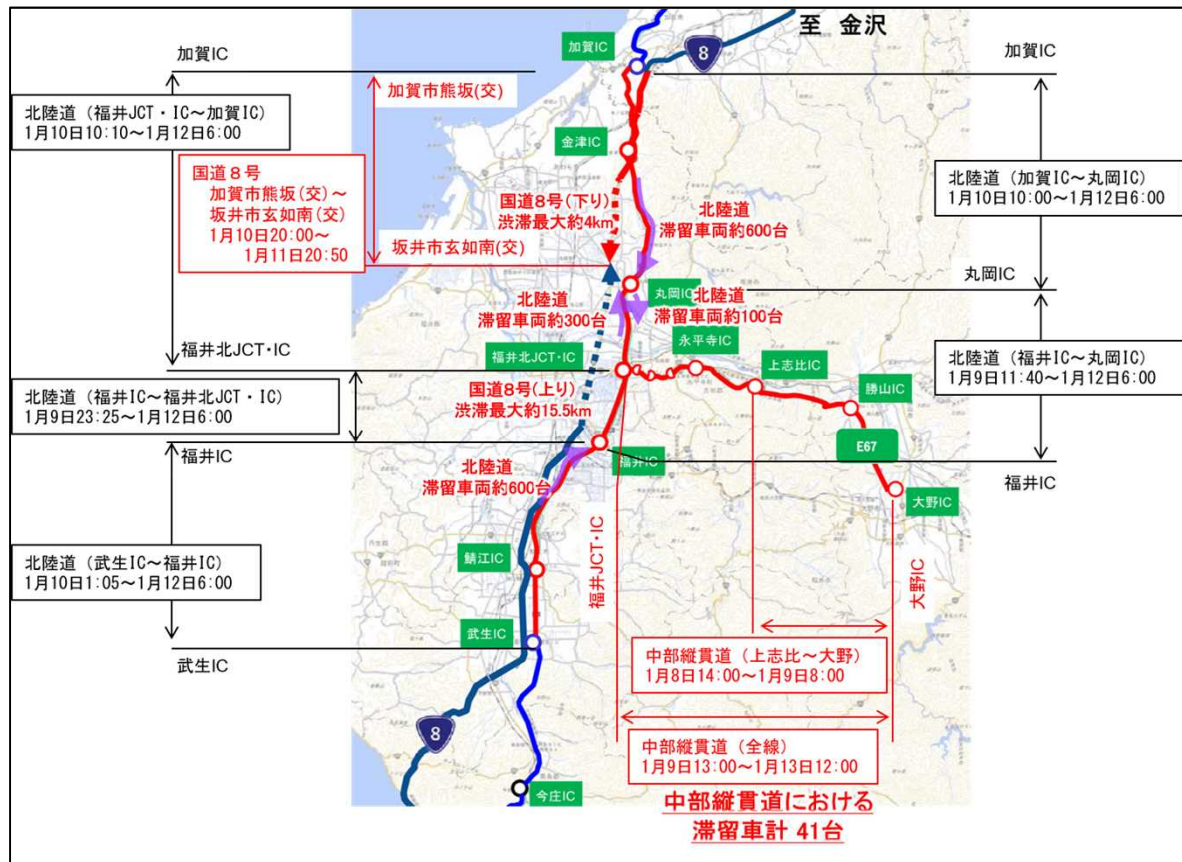 至 金沢
8
加賀IC
加賀IC
加賀IC
加賀市熊坂(交)
北陸道（福井JCT・IC～加賀IC）
1月10日10:10～1月12日6:00
金津IC
国道8号
加賀市熊坂(交)～
坂井市玄如南(交)
1月10日20:00～
1月11日20:50
北陸道（加賀IC～丸岡IC）
1月10日10:00～1月12日6:00
国道8号(下り)
渋滞最大約4km
北陸道
滞留車両約600台
坂井市玄如南(交)
丸岡IC
丸岡IC
北陸道
滞留車両約300台
北陸道
滞留車両約100台
永平寺IC
福井北JCT・IC
福井北JCT・IC
上志比IC
勝山IC
北陸道（福井IC～丸岡IC）
1月9日11:40～1月12日6:00
北陸道（福井IC～福井北JCT・IC）
1月9日23:25～1月12日6:00
国道8号(上り)
渋滞最大約15.5km
E67
福井IC
福井IC
福井IC
北陸道
滞留車両約600台
大野IC
北陸道（武生IC～福井IC）
1月10日1:05～1月12日6:00
鯖江IC
福井JCT・IC
大野IC
武生IC
武生IC
中部縦貫道（上志比～大野）
1月8日14:00～1月9日8:00
8
中部縦貫道（全線）
1月9日13:00～1月13日12:00
今庄IC
中部縦貫道における
滞留車計 41台